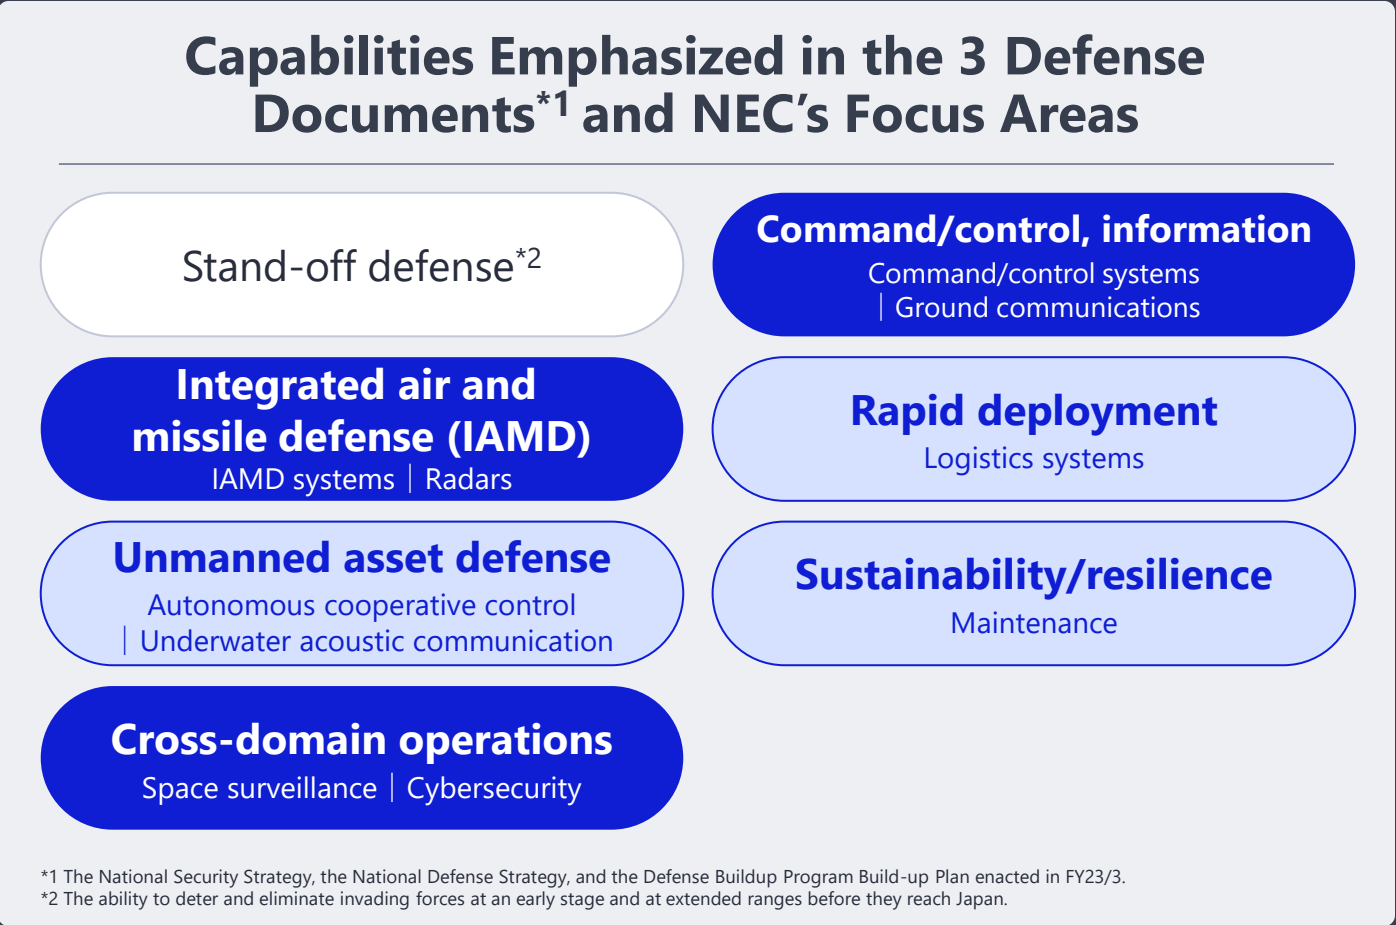 Capabilities Emphasized in the 3 Defense
Documents*1 and NEC’s Focus Areas
Stand-off defense*2
Integrated air and
missile defense (IAMD)
IAMD systems｜Radars
Unmanned asset defense
Autonomous cooperative control
｜Underwater acoustic communication
Cross-domain operations
Space surveillance｜Cybersecurity
Command/control, information
Command/control systems
｜Ground communications
Rapid deployment
Logistics systems
Sustainability/resilience
Maintenance
*1 The National Security Strategy, the National Defense Strategy, and the Defense Buildup Program Build-up Plan enacted in FY23/3.
*2 The ability to deter and eliminate invading forces at an early stage and at extended ranges before they reach Japan.